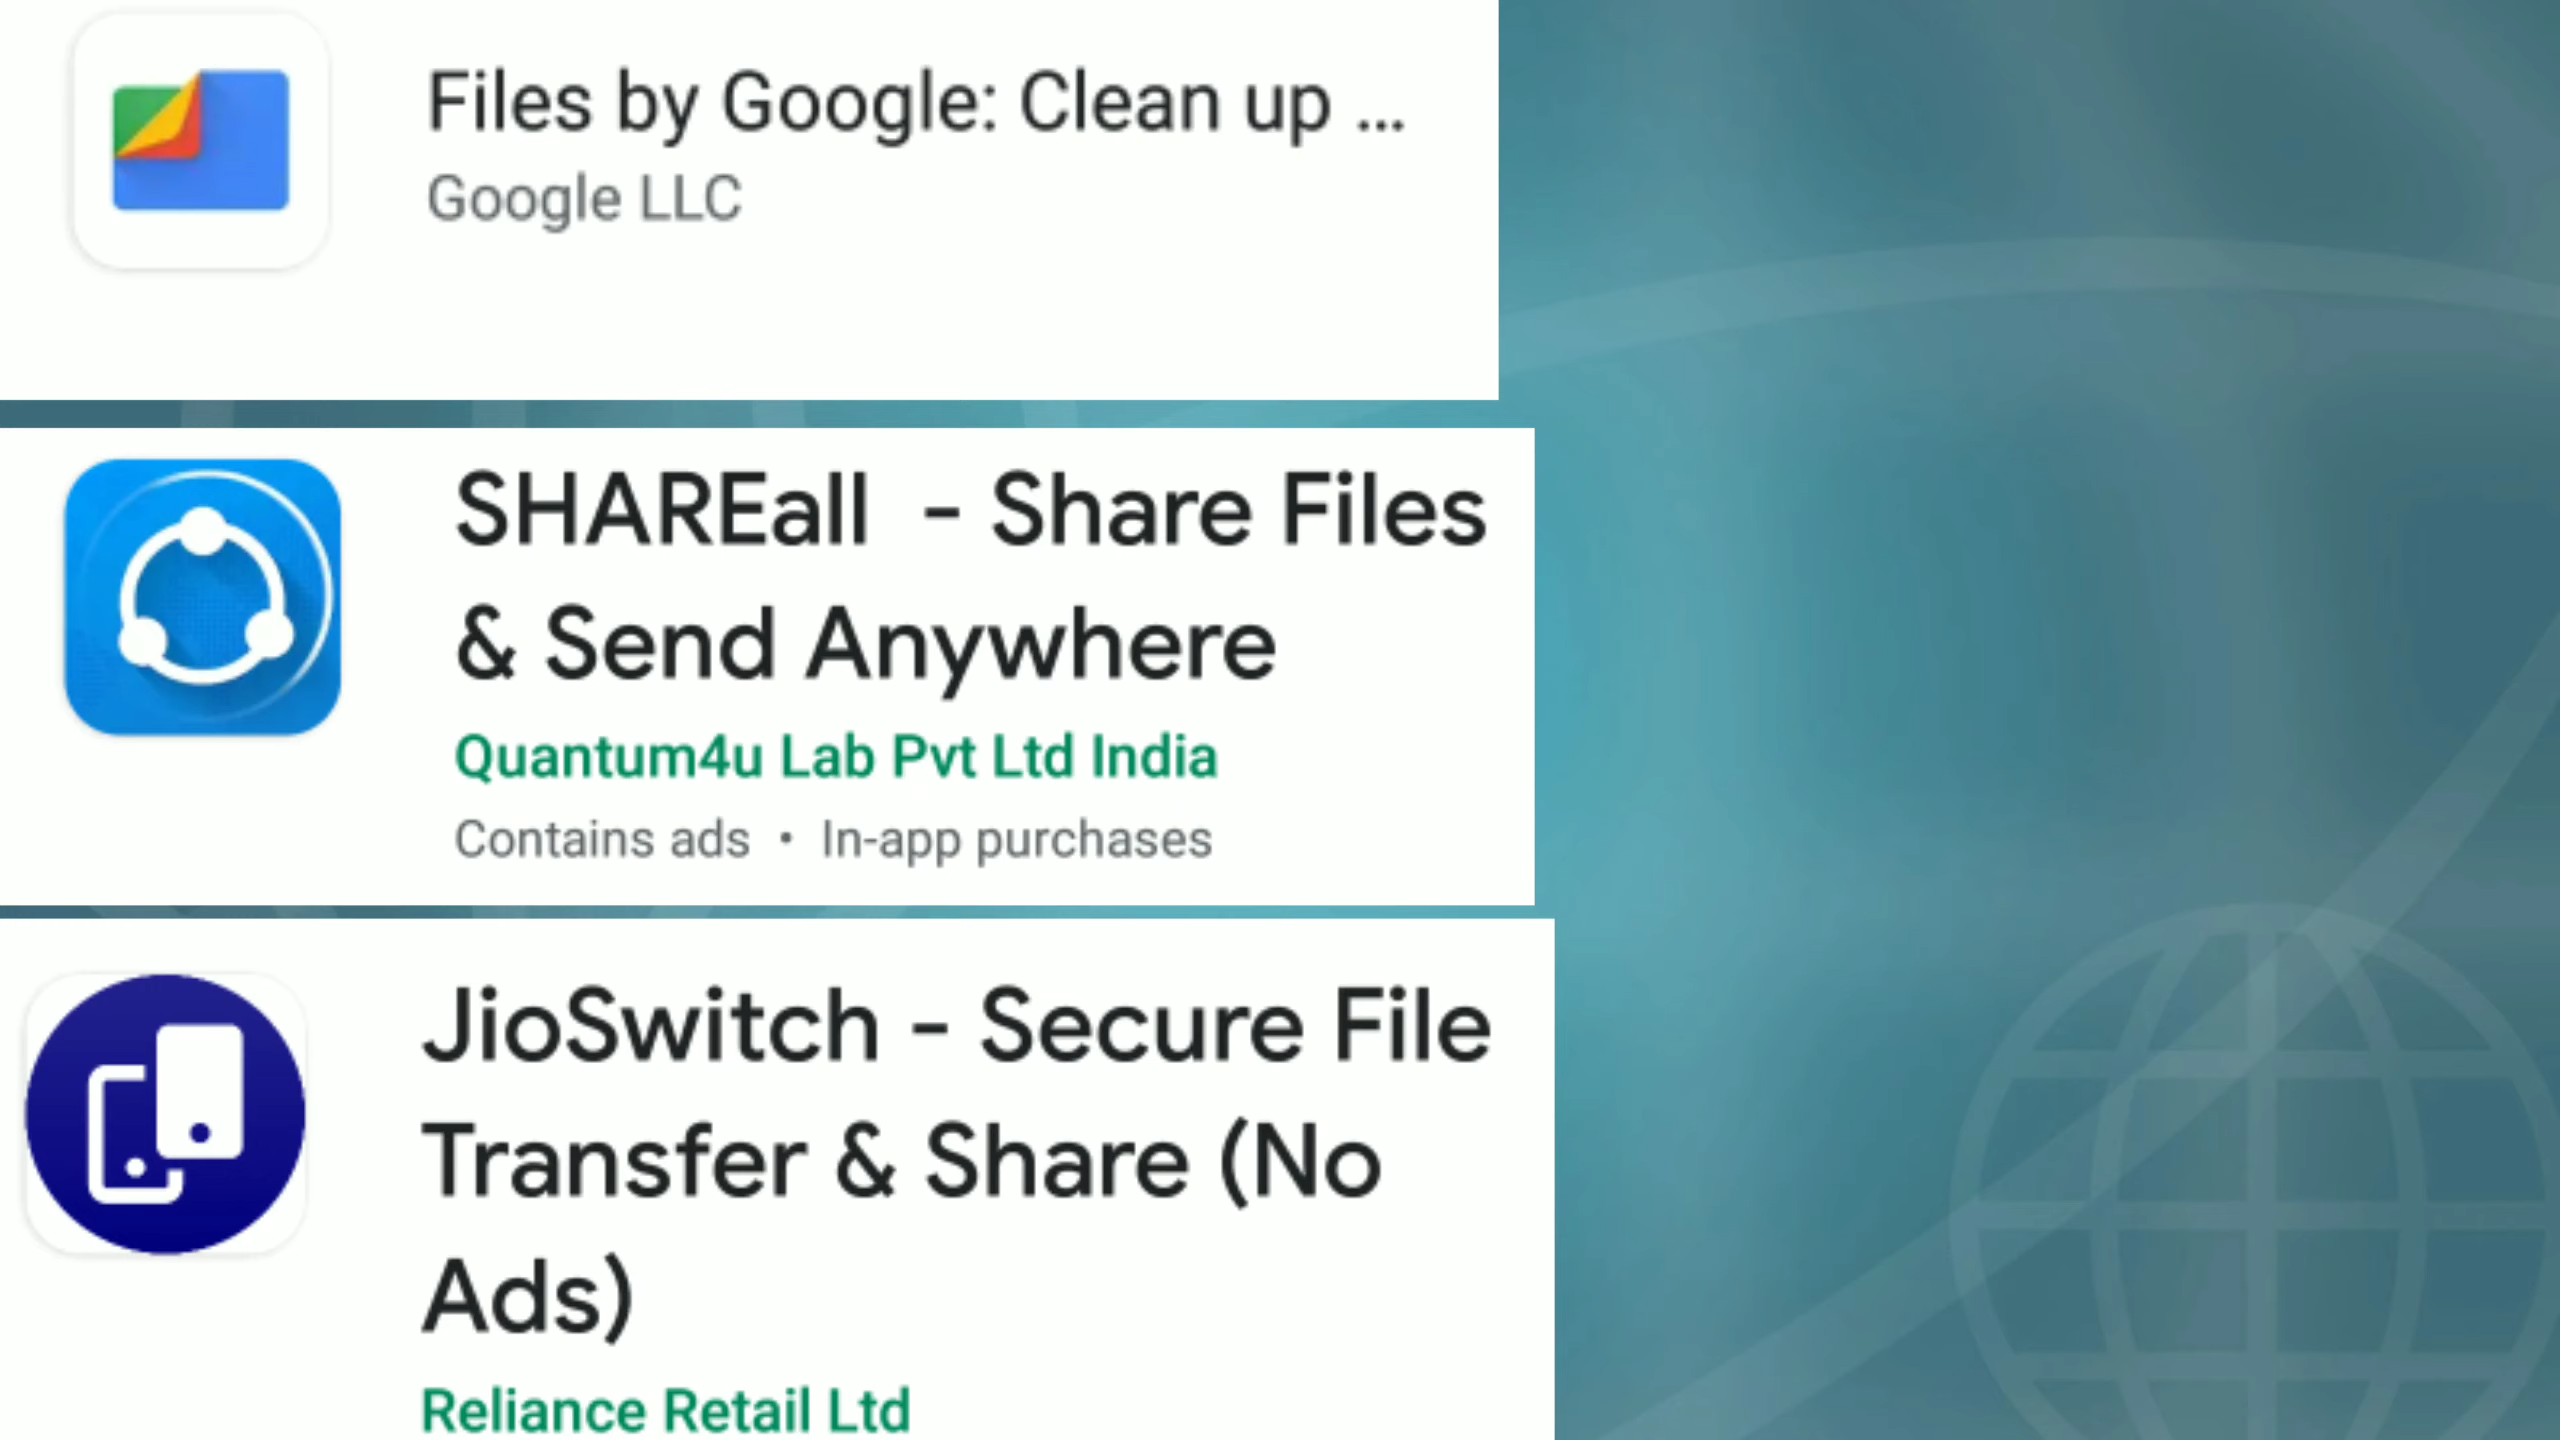 Files by Google: Clean up ...
Google LLC
SHAREall - Share Files
& Send Anywhere
Quantum4u Lab Pvt Ltd India
Contains ads • In-app purchases
JioSwitch - Secure File
Transfer & Share (No
Ads)
Reliance Retail Ltd